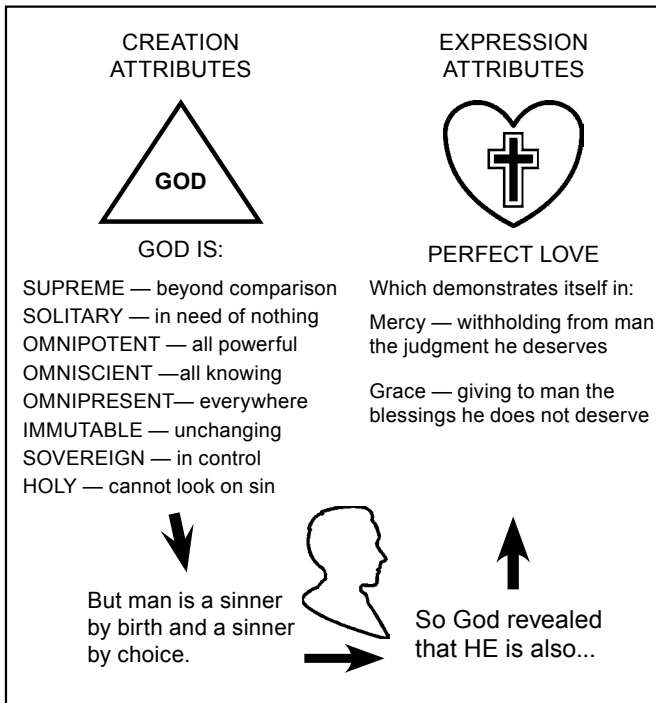 CREATION
ATTRIBUTES
GOD
GOD IS:
SUPREME — beyond comparison
SOLITARY — in need of nothing
OMNIPOTENT — all powerful
OMNISCIENT —all knowing
OMNIPRESENT— everywhere
IMMUTABLE — unchanging
SOVEREIGN — in control
HOLY — cannot look on sin
But man is a sinner
by birth and a sinner
by choice.
So God revealed
that HE is also...
EXPRESSION
ATTRIBUTES
PERFECT LOVE
Which demonstrates itself in:
Mercy — withholding from man
the judgment he deserves
Grace — giving to man the
blessings he does not deserve